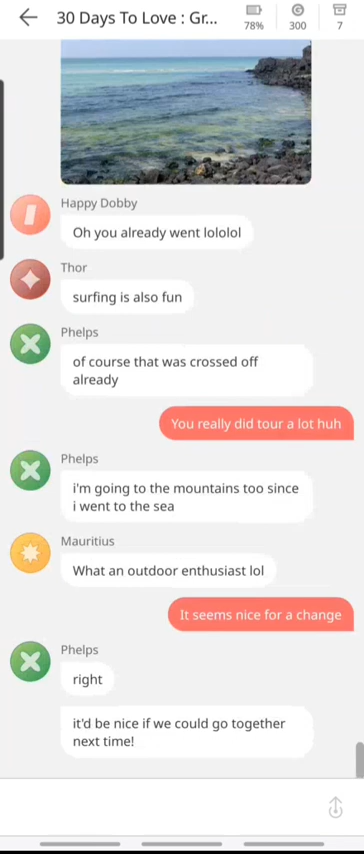 30 Days To Love : Gr...
78%
300
7
Happy Dobby
Oh you already went lololol
Thor
surfing is also fun
Phelps
of course that was crossed off
already
You really did tour a lot huh
Phelps
i'm going to the mountains too since
i went to the sea
Mauritius
What an outdoor enthusiast lol
It seems nice for a change
Phelps
right
it'd be nice if we could go together
next time!